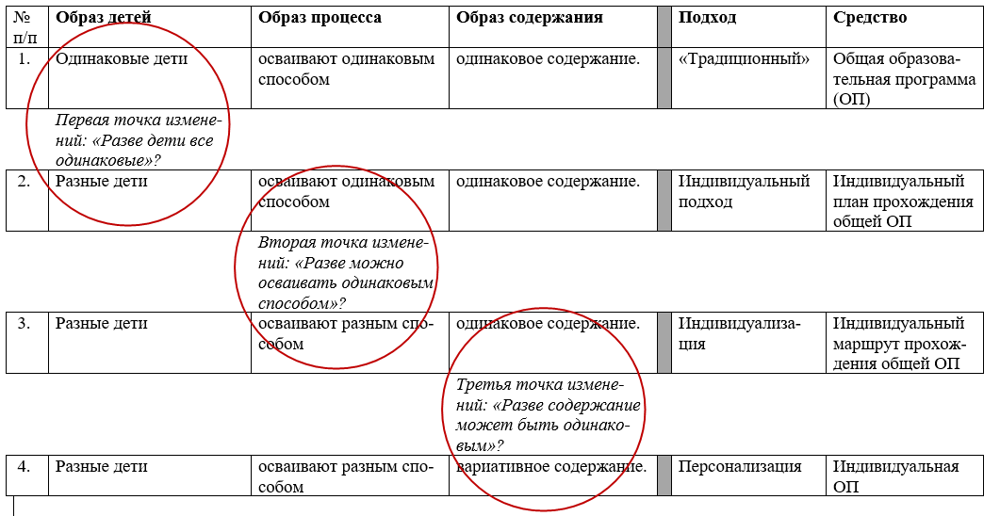 № п/п Образ детей Образ процесса Образ содержания Подход Средство
1. Одинаковые дети осваивают одинаковым способом одинаковое содержание. «Традиционный» Общая образова-
тельная программа
(ОП)
Первая точка измене-
ний: «Разве дети все
одинаковые»?
2. Разные дети осваивают одинаковым способом одинаковое содержание. Индивидуальный подход Индивидуальный
план прохождения
общей ОП
Вторая точка измене-
ний: «Разве можно
осваивать одинаковым
способом»?
3. Разные дети осваивают разным спо-
собом одинаковое содержание. Индивидуализа-
ция Индивидуальный
маршрут прохож-
дения общей ОП
Третья точка измене-
ний: «Разве содержание
может быть одинако-
вым»?
4. Разные дети осваивают разным спо-
собом вариативное содержание. Персонализация Индивидуальная
ОП